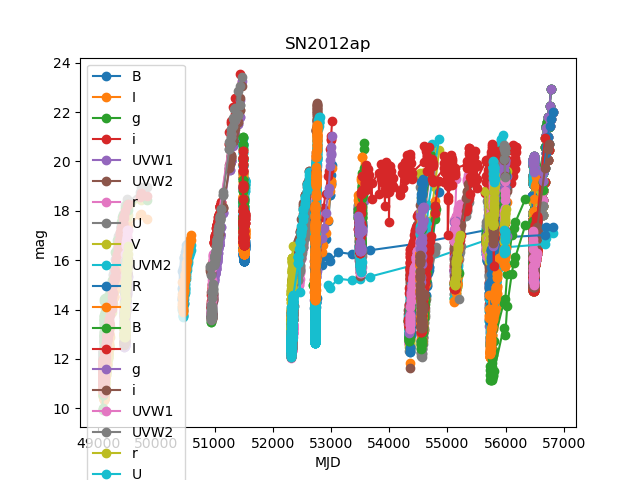 SN2012ap
24
22
20
18
16
14
12
10
mag
49000 50000 51000 52000 53000 54000 55000 56000 57000
MJD
B
I
g
i
UVW1
UVW2
r
U
V
UVM2
R
z
B
I
g
i
UVW1
UVW2
r
U